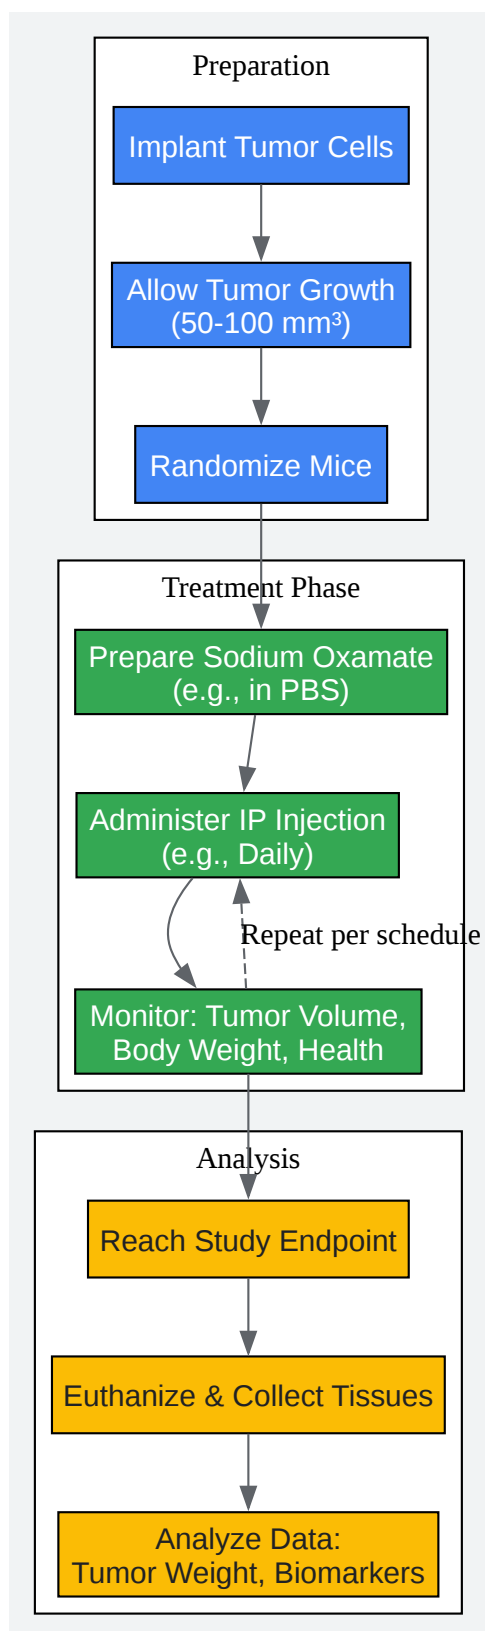 Preparation
Implant Tumor Cells
Allow Tumor Growth
(50-100 mm³)
Randomize Mice
Treatment Phase
Prepare Sodium Oxamate
(e.g., in PBS)
Administer IP Injection
(e.g., Daily)
Repeat per schedule
Monitor: Tumor Volume,
Body Weight, Health
Analysis
Reach Study Endpoint
Euthanize & Collect Tissues
Analyze Data:
Tumor Weight, Biomarkers